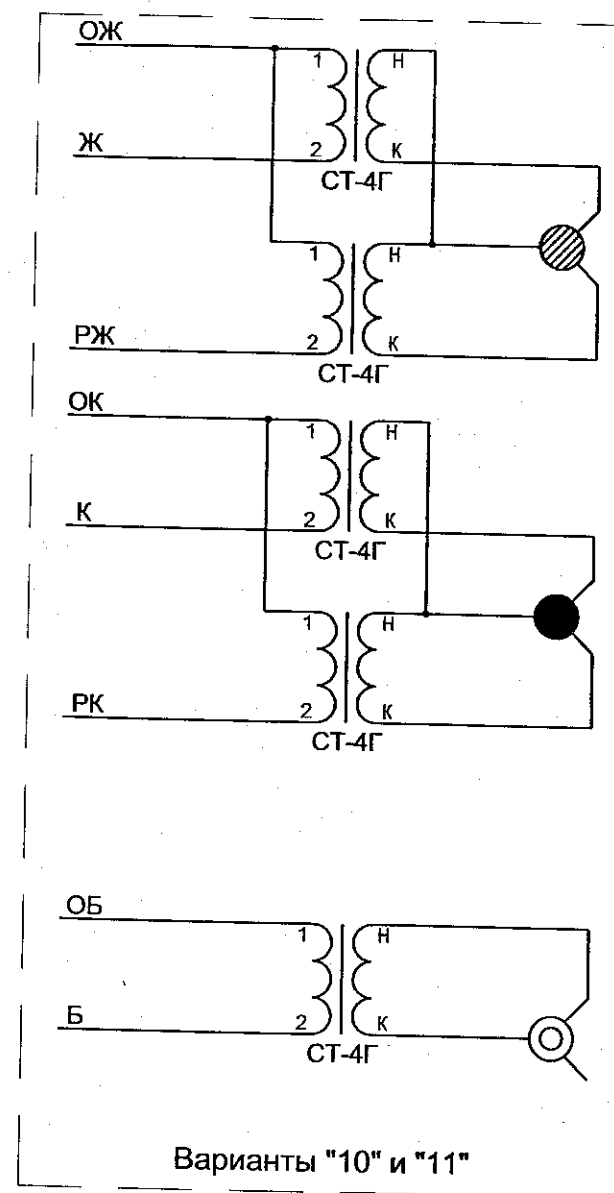 ОЖ
1 Н
Ж
2 К
СТ-4Г
1 Н
РЖ
2 К
СТ-4Г
ОК
1 Н
К
2 К
СТ-4Г
1 Н
РК
2 К
СТ-4Г
ОБ
1 Н
Б
2 К
СТ-4Г
Варианты "10" и "11"